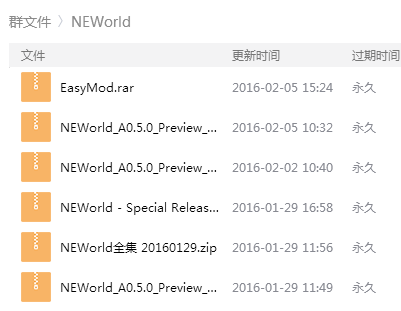 群文件 〉NEWorld
文件 更新时间 过期时间
EasyMod.rar 2016-02-05 15:24 永久
NEWorld_A0.5.0_Preview_... 2016-02-05 10:32 永久
NEWorld_A0.5.0_Preview_... 2016-02-02 10:40 永久
NEWorld - Special Releas... 2016-01-29 16:58 永久
NEWorld全集 20160129.zip 2016-01-29 11:56 永久
NEWorld_A0.5.0_Preview_... 2016-01-29 11:49 永久